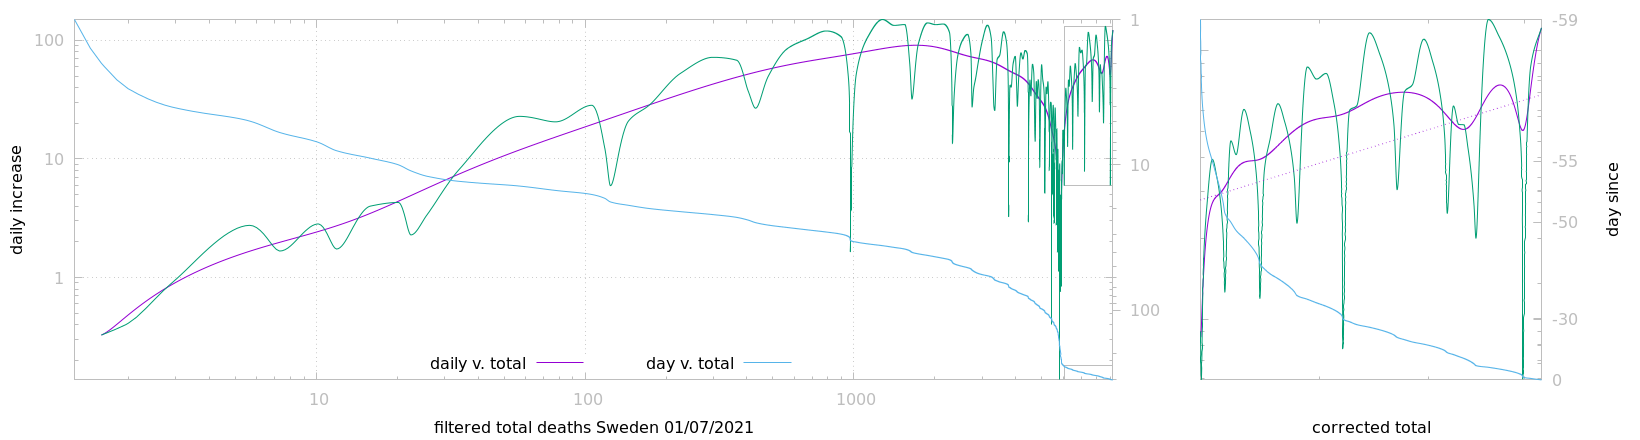 100
10
1
daily increase
1
10
100
daily v. total
day v. total
10
100
1000
filtered total deaths Sweden 01/07/2021
-59
-55
-50
-30
0
day since
corrected total